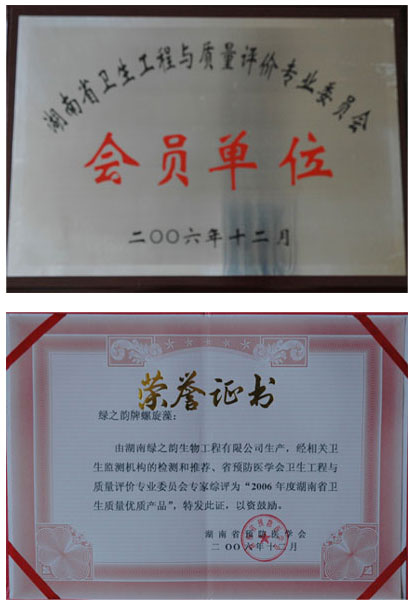 湖南省卫生工程与质量评价专业委员会
会员单位
二〇〇六年十二月
荣誉证书
绿之韵牌螺旋藻：
由湖南绿之韵生物工程有限公司生产，经相关卫
生监测机构的检测和推荐、省预防医学会卫生工程与
质量评价专业委员会专家综评为“2006年度湖南省卫
生质量优质产品”，特发此证，以资鼓励。
湖南省预防医学会
二〇〇六年十二月